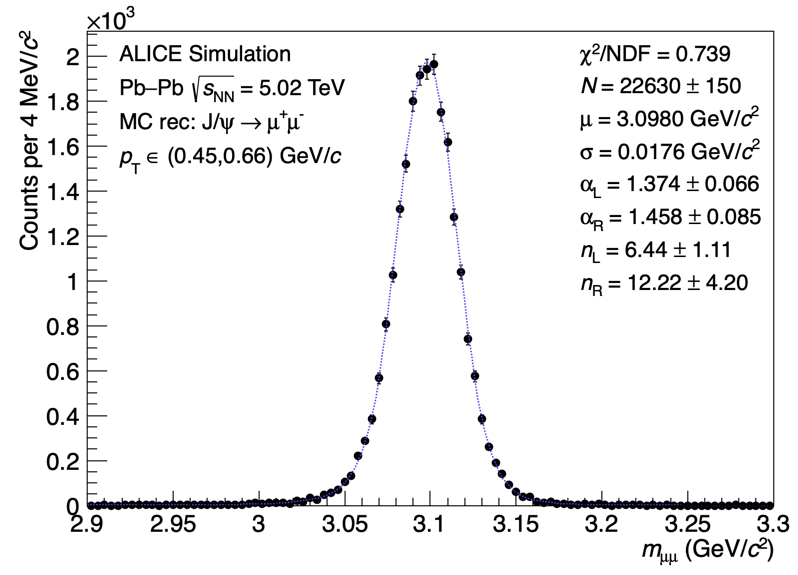 ×10³
ALICE Simulation
Pb–Pb √sNN = 5.02 TeV
MC rec: J/ψ → μ⁺μ⁻
pT ∈ (0.45,0.66) GeV/c
χ²/NDF = 0.739
N = 22630 ± 150
μ = 3.0980 GeV/c²
σ = 0.0176 GeV/c²
αL = 1.374 ± 0.066
αR = 1.458 ± 0.085
nL = 6.44 ± 1.11
nR = 12.22 ± 4.20
Counts per 4 MeV/c²
2
1.8
1.6
1.4
1.2
1
0.8
0.6
0.4
0.2
0
2.9 2.95 3 3.05 3.1 3.15 3.2 3.25 3.3
mμμ (GeV/c²)